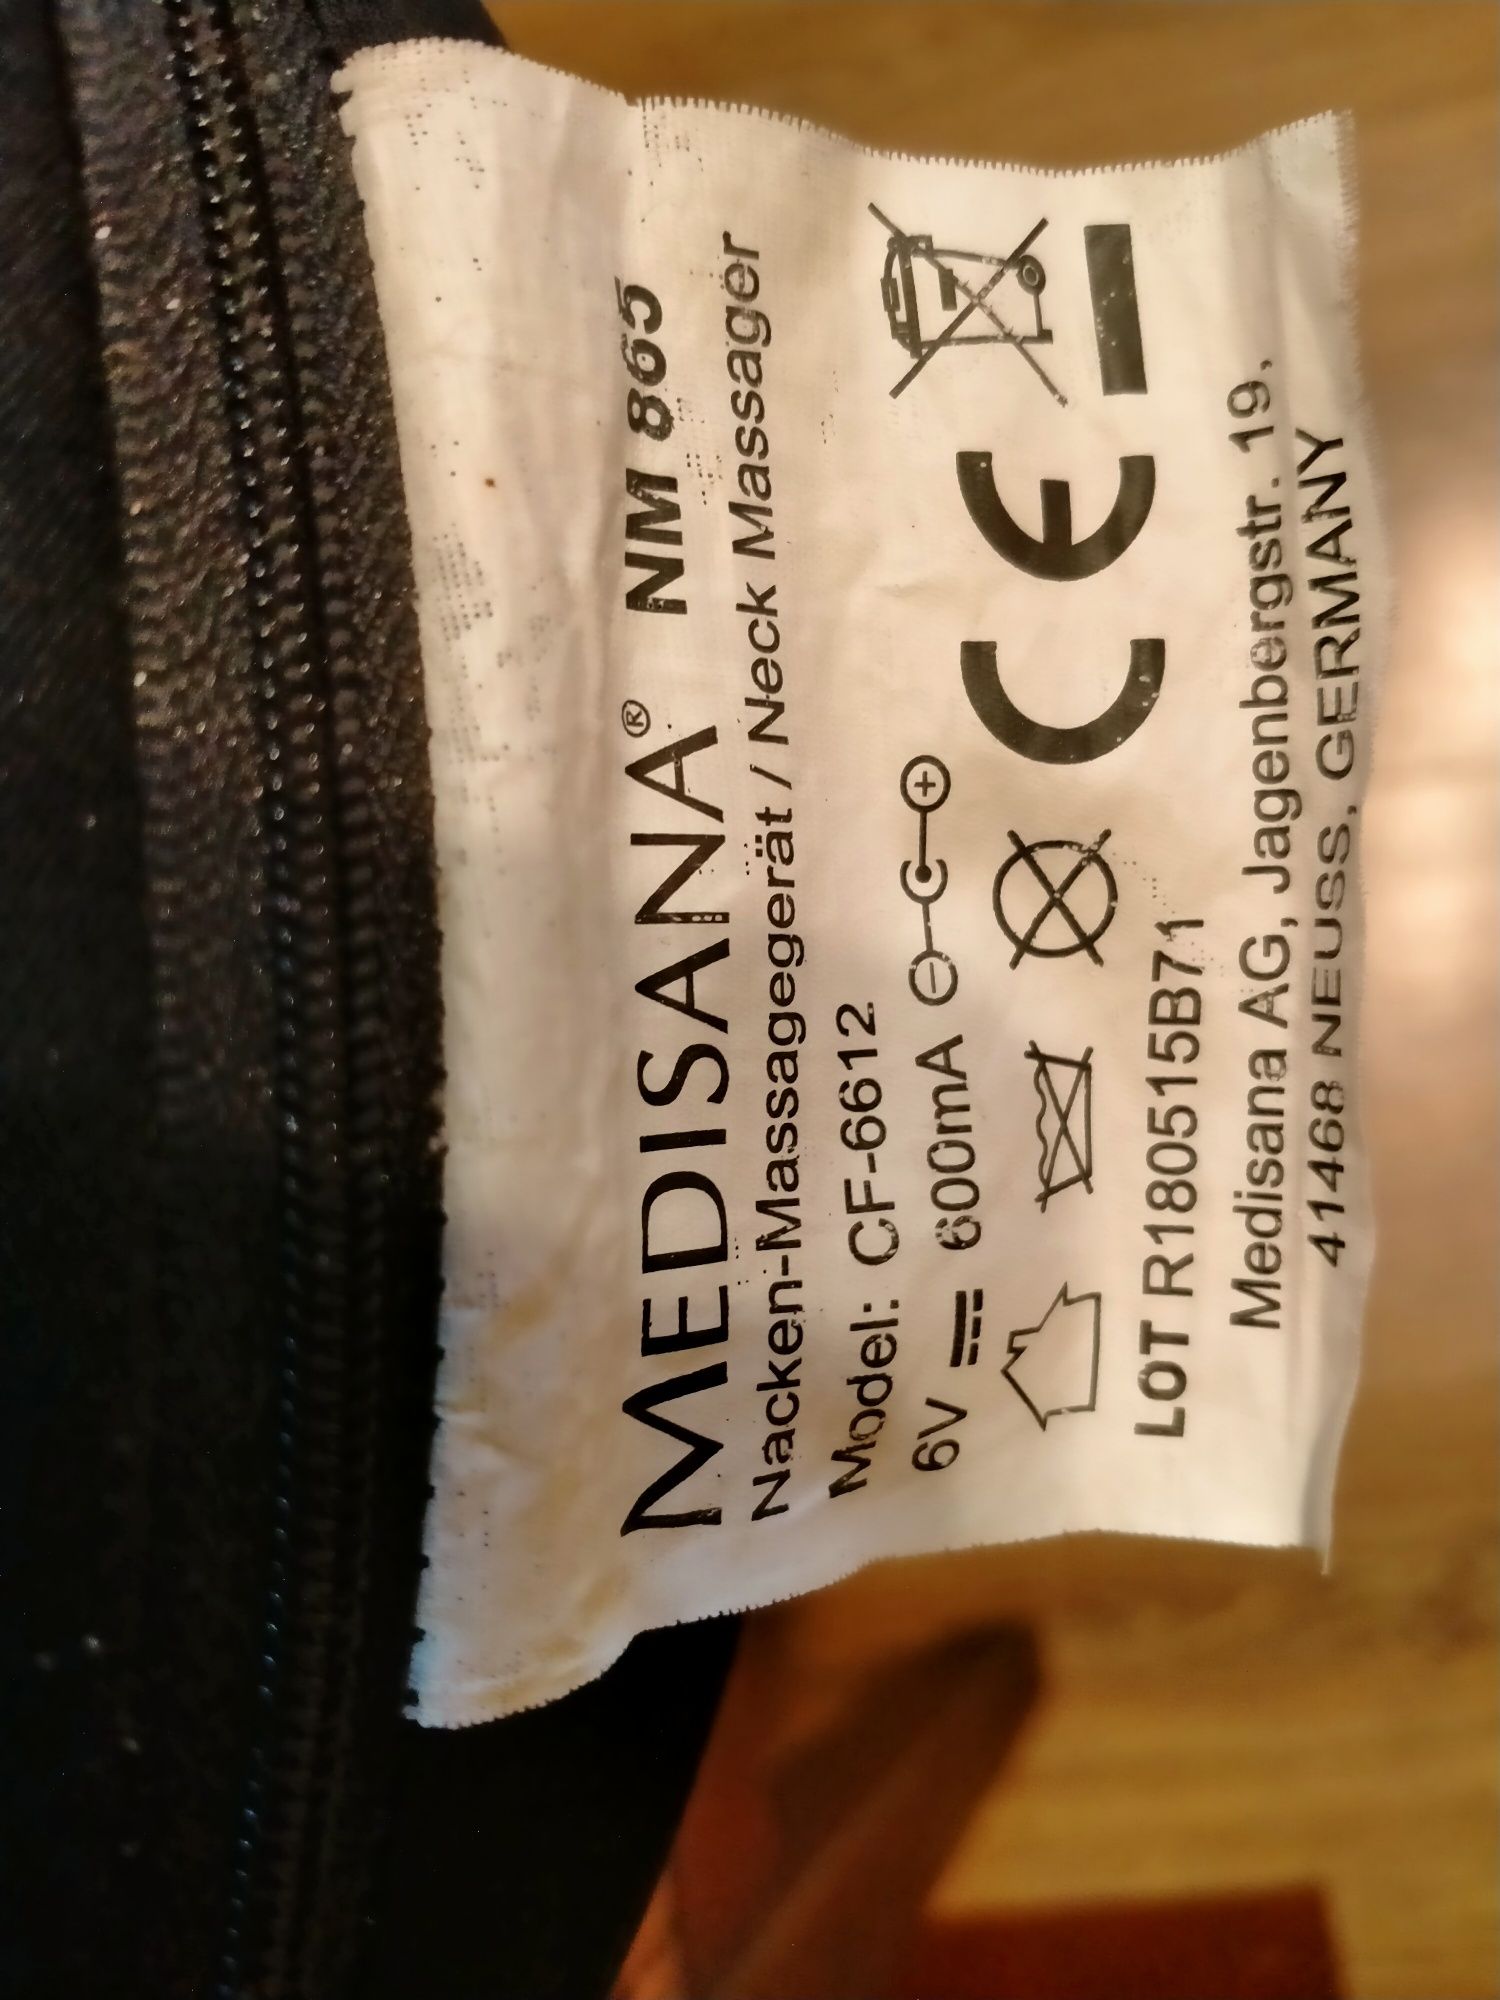 MEDISANA® NM 865
Nacken-Massagegerät / Neck Massager
Model: CF-6612
6V 600mA
CE
LOT R180515B71
Medisana AG, Jagenbergstr. 19,
41468 NEUSS, GERMANY